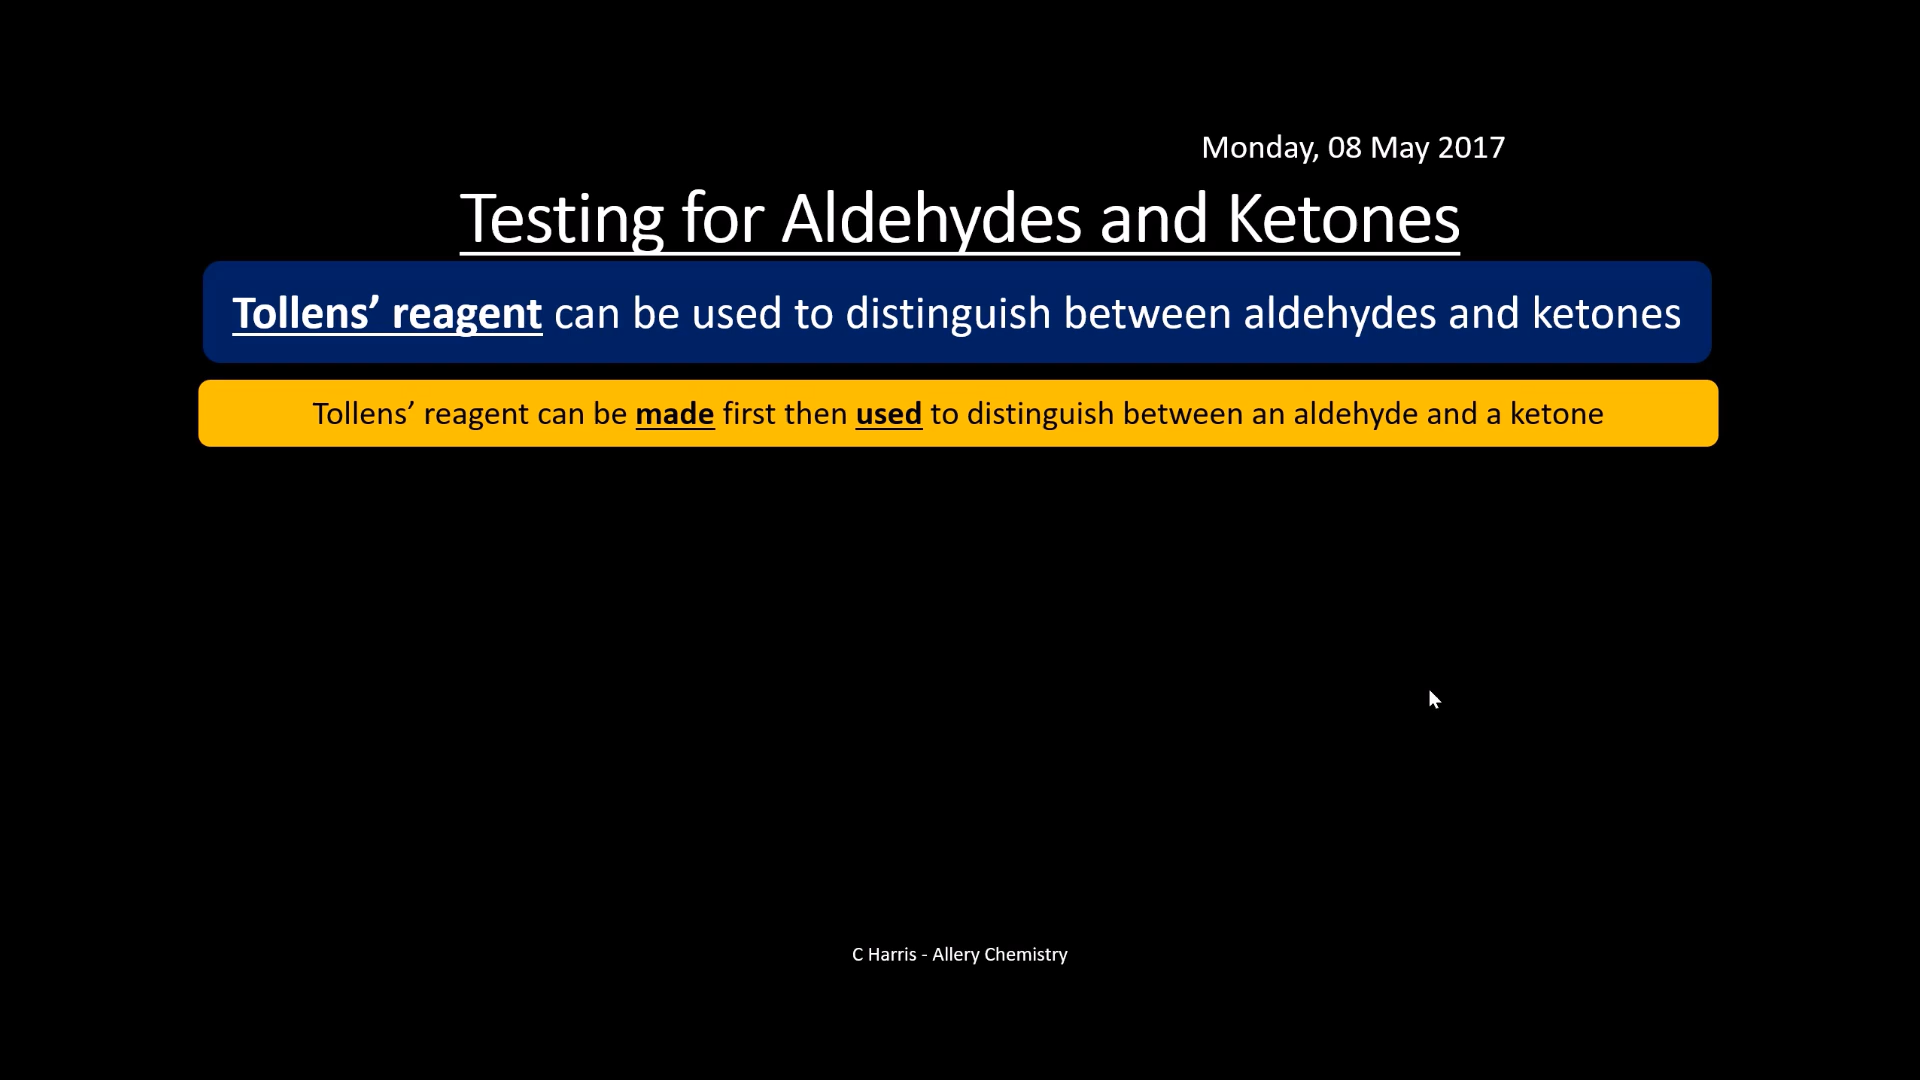 Monday, 08 May 2017
Testing for Aldehydes and Ketones
Tollens’ reagent can be used to distinguish between aldehydes and ketones
Tollens’ reagent can be made first then used to distinguish between an aldehyde and a ketone
C Harris - Allery Chemistry